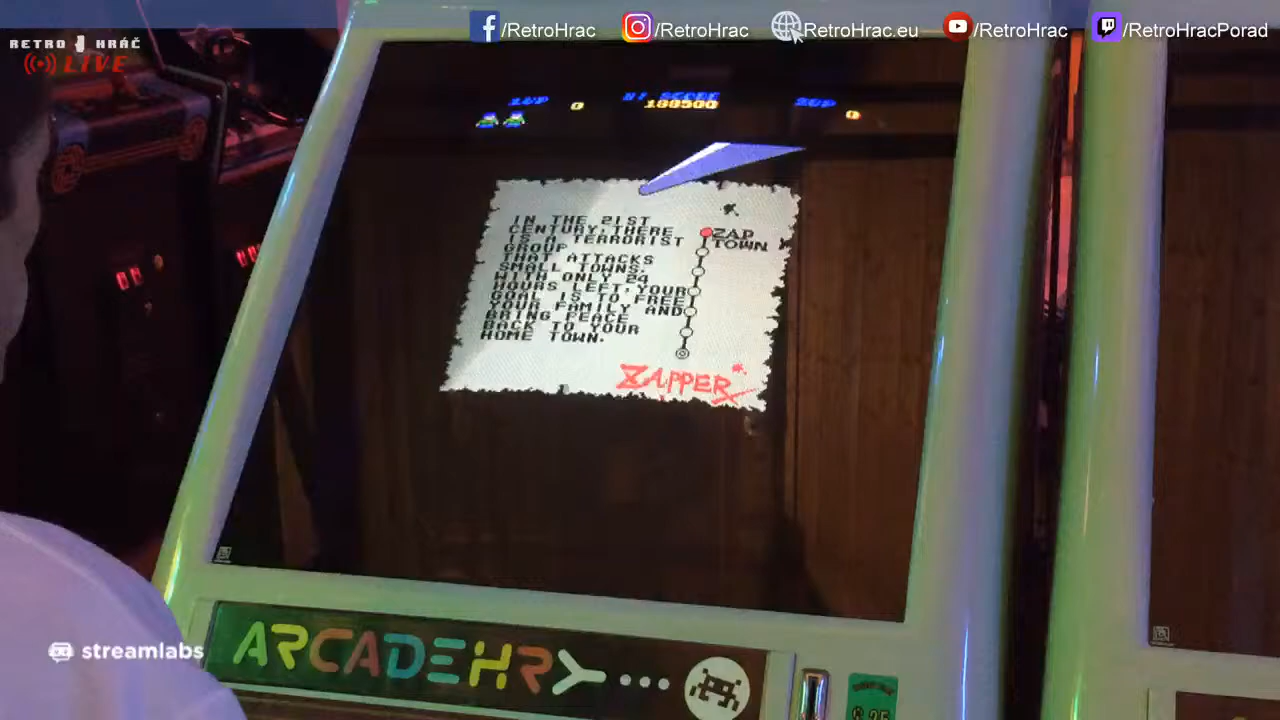 /RetroHrac
/RetroHrac
RetroHrac.eu
/RetroHrac
/RetroHracPorad
RETRO HRÁČ
LIVE
1UP 0
HI SCORE
188500
2UP 0
IN THE 21ST
CENTURY, THERE
IS A TERRORIST
GROUP
THAT ATTACKS
SMALL TOWNS.
WITH ONLY 24
HOURS LEFT, YOUR
GOAL IS TO FREE
YOUR FAMILY AND
BRING PEACE
BACK TO YOUR
HOME TOWN.
ZAP
TOWN
ZAPPER
streamlabs
ARCADEHRY...